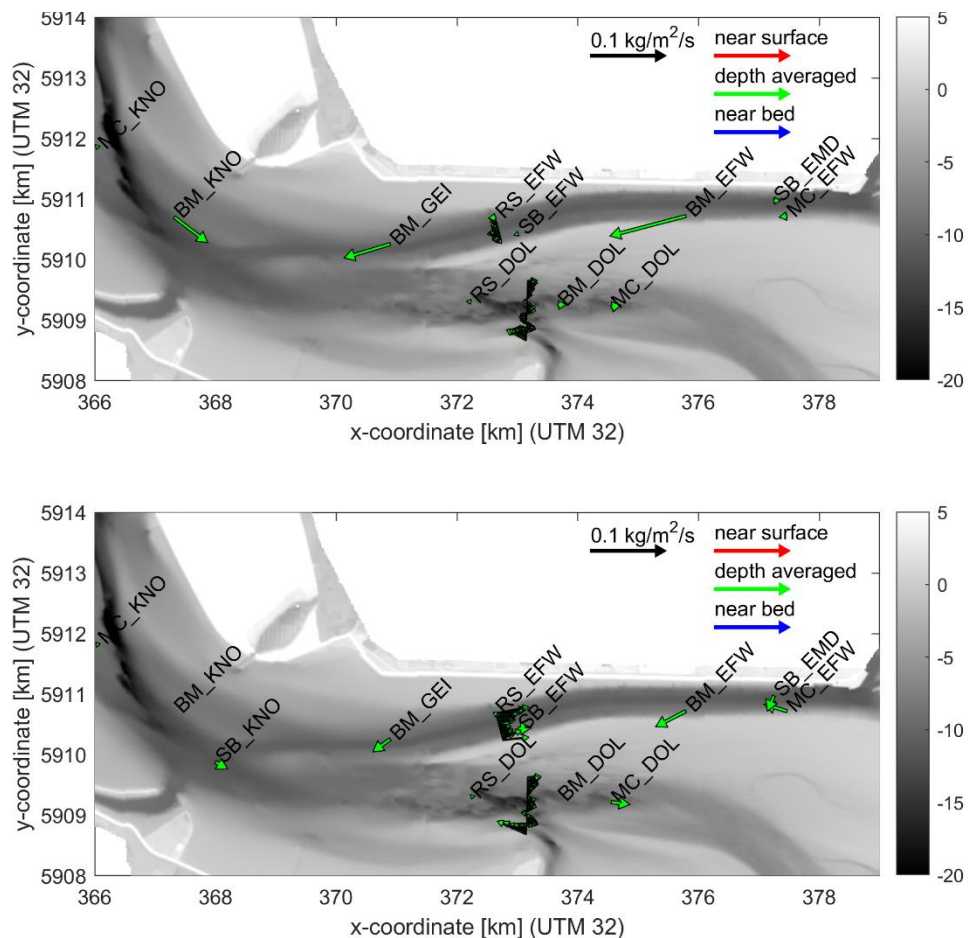 5914
5913
5912
5911
5910
5909
5908
y-coordinate [km] (UTM 32)
0.1 kg/m²/s
near surface
depth averaged
near bed
MC_KNO
BM_KNO
BM_GEI
RS_EFW
SB_EFW
BM_EFW
SB_EMD
MC_EFW
RS_DOL
BM_DOL
MC_DOL
366 368 370 372 374 376 378
x-coordinate [km] (UTM 32)
5
0
-5
-10
-15
-20
5914
5913
5912
5911
5910
5909
5908
y-coordinate [km] (UTM 32)
0.1 kg/m²/s
near surface
depth averaged
near bed
MC_KNO
BM_KNO
SB_KNO
BM_GEI
RS_EFW
SB_EFW
BM_EFW
SB_EMD
MC_EFW
RS_DOL
BM_DOL
MC_DOL
366 368 370 372 374 376 378
x-coordinate [km] (UTM 32)
5
0
-5
-10
-15
-20